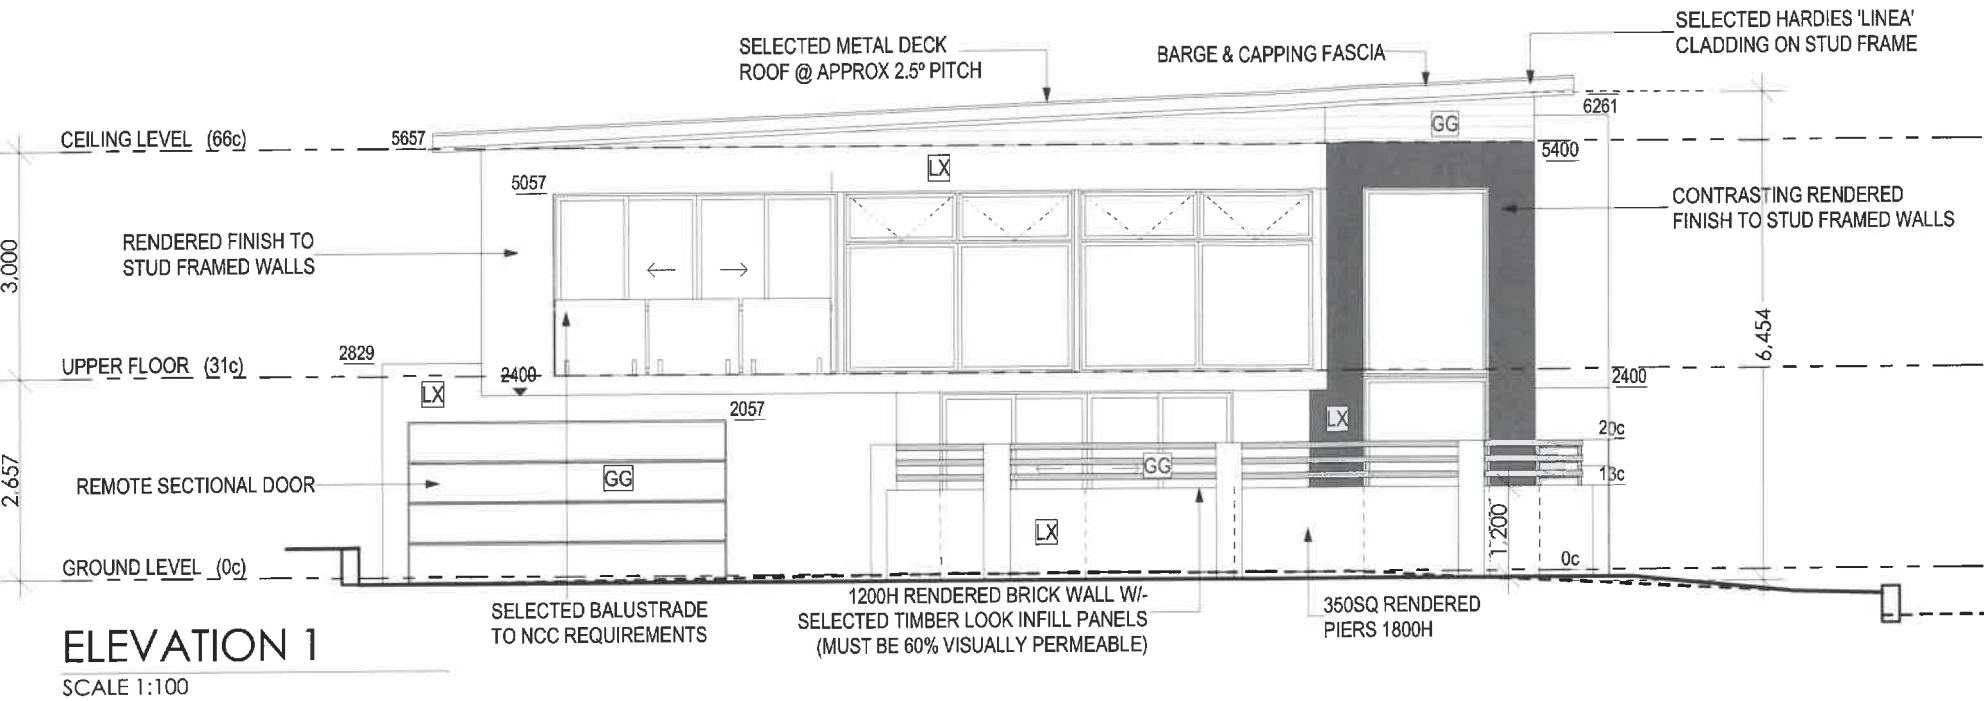 SELECTED HARDIES 'LINEA'
CLADDING ON STUD FRAME
SELECTED METAL DECK
ROOF @ APPROX 2.5º PITCH
BARGE & CAPPING FASCIA
6261
GG
CEILING LEVEL (66c)
5657
5400
LX
5057
CONTRASTING RENDERED
FINISH TO STUD FRAMED WALLS
RENDERED FINISH TO
STUD FRAMED WALLS
3,000
6,454
2829
UPPER FLOOR (31c)
2400
2400
LX
2057
LX
20c
GG
GG
13c
REMOTE SECTIONAL DOOR
2,657
LX
1,200
0c
GROUND LEVEL (0c)
SELECTED BALUSTRADE
TO NCC REQUIREMENTS
1200H RENDERED BRICK WALL W/-
SELECTED TIMBER LOOK INFILL PANELS
(MUST BE 60% VISUALLY PERMEABLE)
350SQ RENDERED
PIERS 1800H
ELEVATION 1
SCALE 1:100